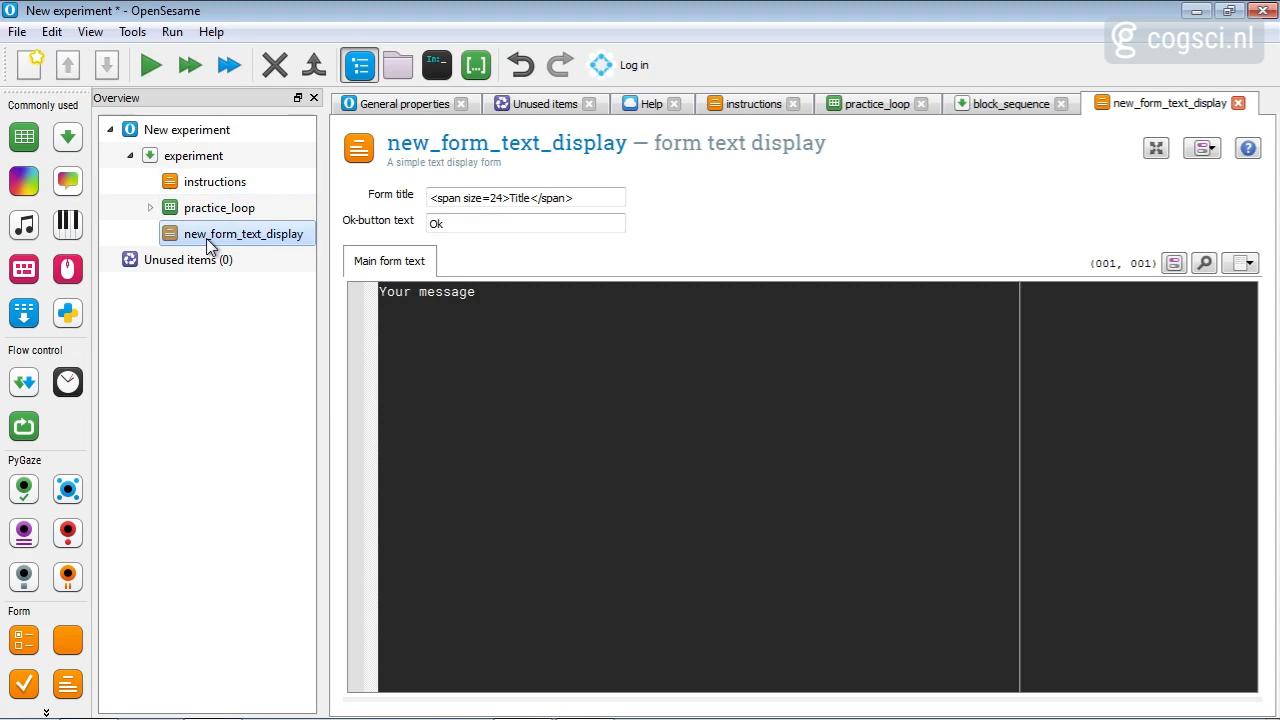 New experiment * - OpenSesame
File Edit View Tools Run Help
cogsci.nl
In:_
[...]
Log in
Commonly used
Overview
General properties
Unused items
Help
instructions
practice_loop
block_sequence
new_form_text_display
New experiment
experiment
instructions
practice_loop
new_form_text_display
Unused items (0)
new_form_text_display – form text display
A simple text display form
Form title
<span size=24>Title</span>
Ok-button text
Ok
Main form text
(001, 001)
Your message
Flow control
PyGaze
Form